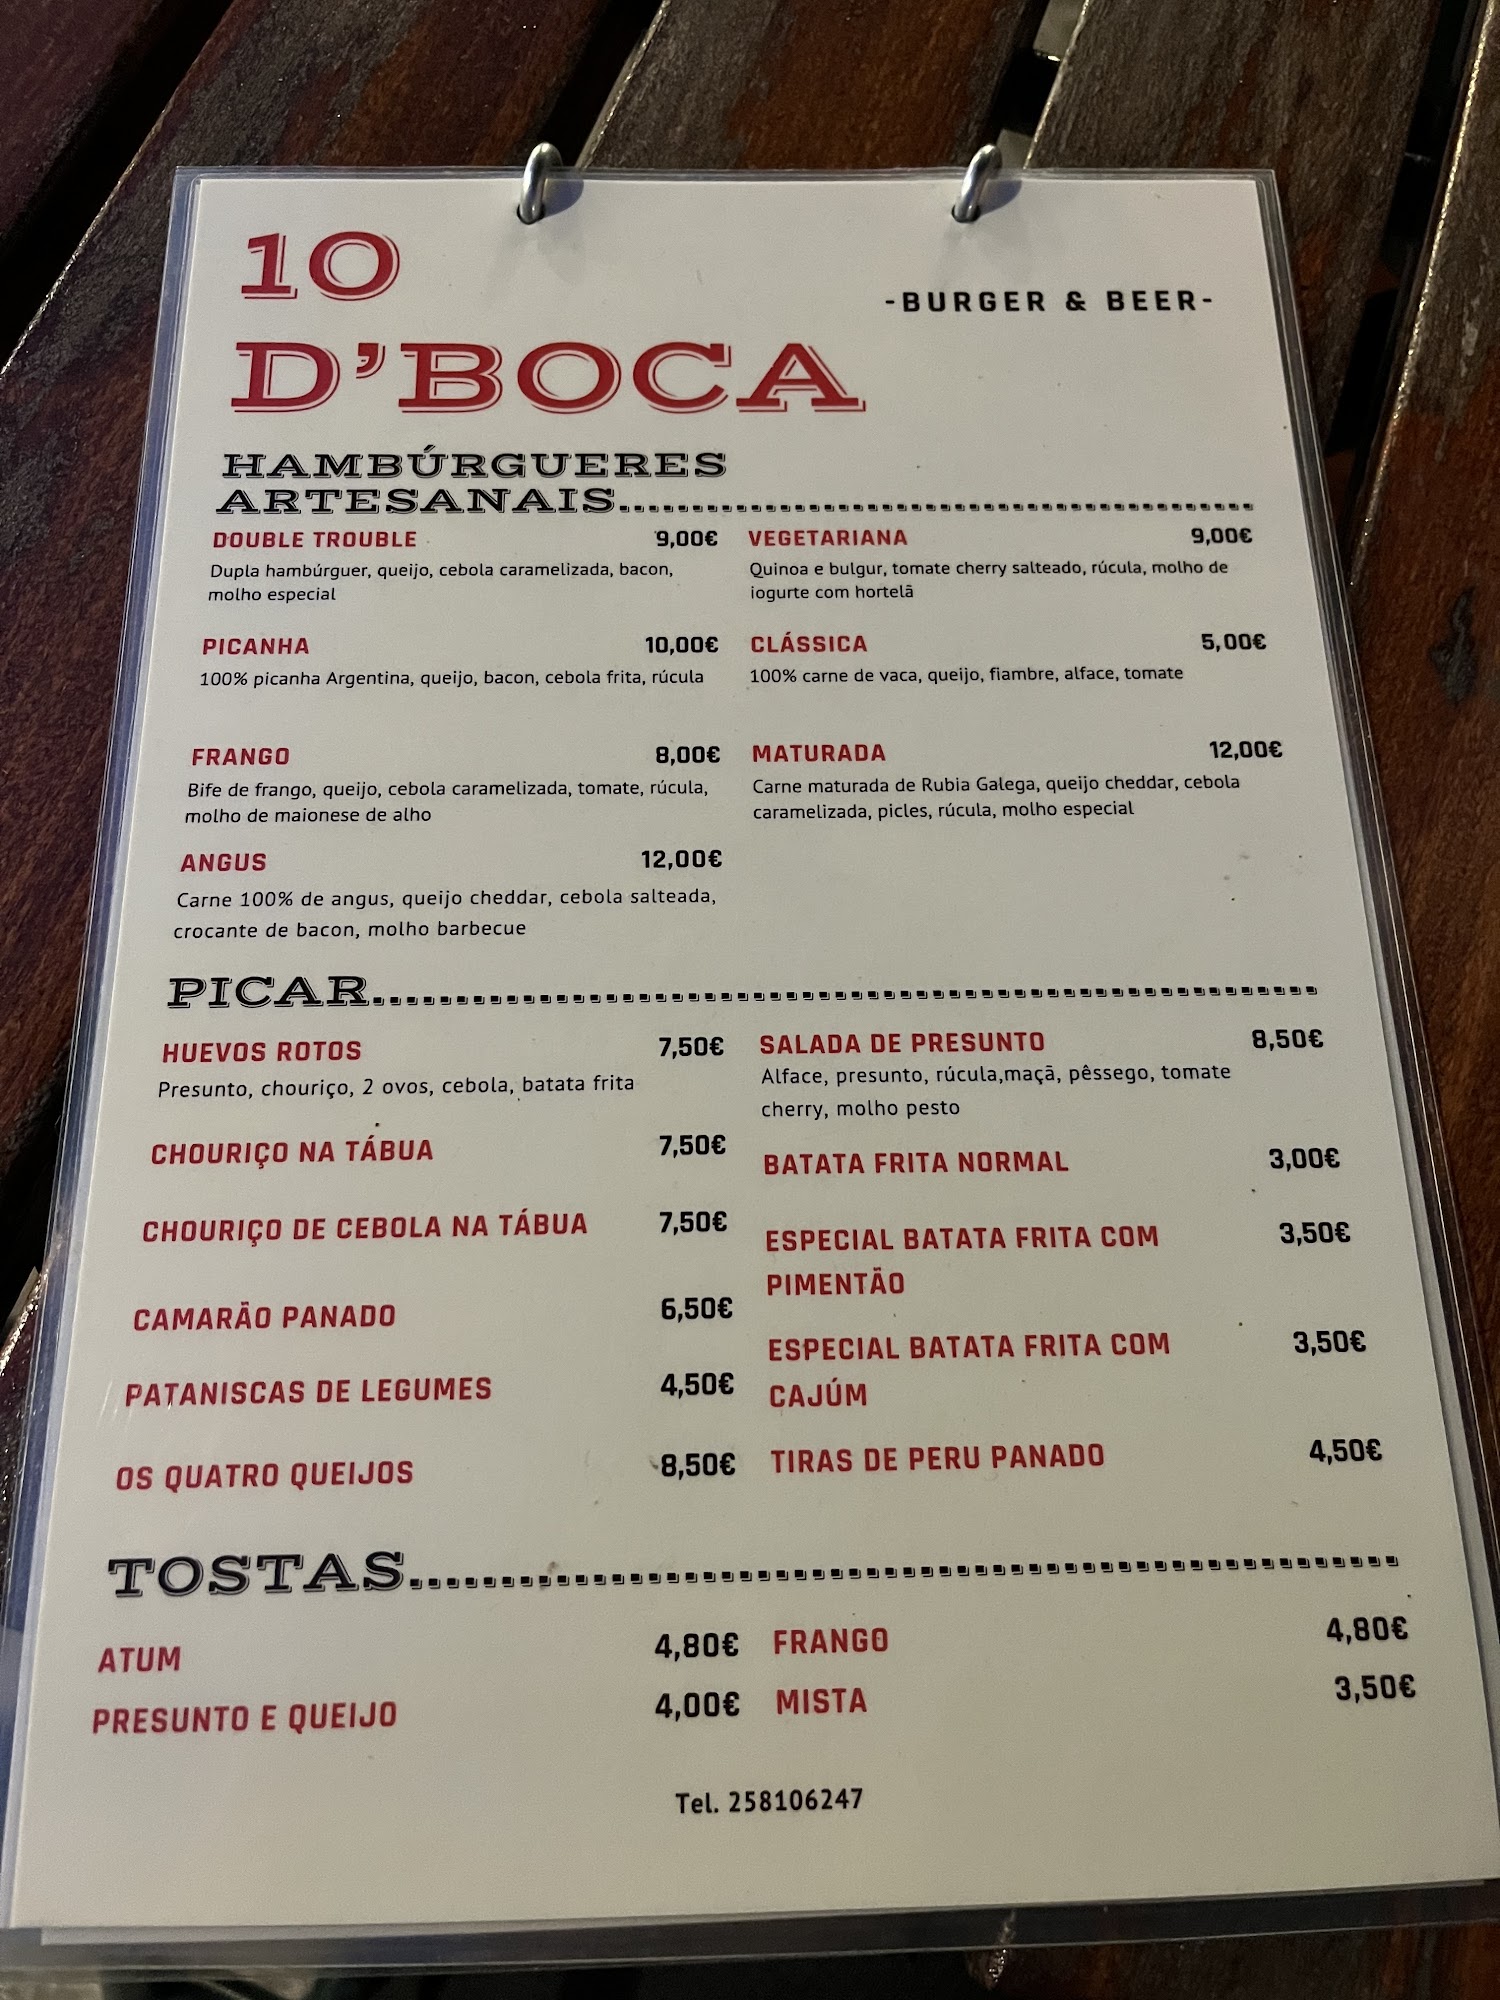 10
D'BOCA
-BURGER & BEER-
HAMBÚRGUERES
ARTESANAIS
DOUBLE TROUBLE 9,00€
Dupla hambúrguer, queijo, cebola caramelizada, bacon,
molho especial
VEGETARIANA 9,00€
Quinoa e bulgur, tomate cherry salteado, rúcula, molho de
iogurte com hortelã
PICANHA 10,00€
100% picanha Argentina, queijo, bacon, cebola frita, rúcula
CLÁSSICA 5,00€
100% carne de vaca, queijo, fiambre, alface, tomate
FRANGO 8,00€
Bife de frango, queijo, cebola caramelizada, tomate, rúcula,
molho de maionese de alho
MATURADA 12,00€
Carne maturada de Rubia Galega, queijo cheddar, cebola
caramelizada, picles, rúcula, molho especial
ANGUS 12,00€
Carne 100% de angus, queijo cheddar, cebola salteada,
crocante de bacon, molho barbecue
PICAR
HUEVOS ROTOS 7,50€
Presunto, chouriço, 2 ovos, cebola, batata frita
CHOURIÇO NA TÁBUA 7,50€
CHOURIÇO DE CEBOLA NA TÁBUA 7,50€
CAMARÃO PANADO 6,50€
PATANISCAS DE LEGUMES 4,50€
OS QUATRO QUEIJOS 8,50€
SALADA DE PRESUNTO 8,50€
Alface, presunto, rúcula,maçã, pêssego, tomate
cherry, molho pesto
BATATA FRITA NORMAL 3,00€
ESPECIAL BATATA FRITA COM 3,50€
PIMENTÃO
ESPECIAL BATATA FRITA COM 3,50€
CAJÚM
TIRAS DE PERU PANADO 4,50€
TOSTAS
ATUM 4,80€
PRESUNTO E QUEIJO 4,00€
FRANGO 4,80€
MISTA 3,50€
Tel. 258106247